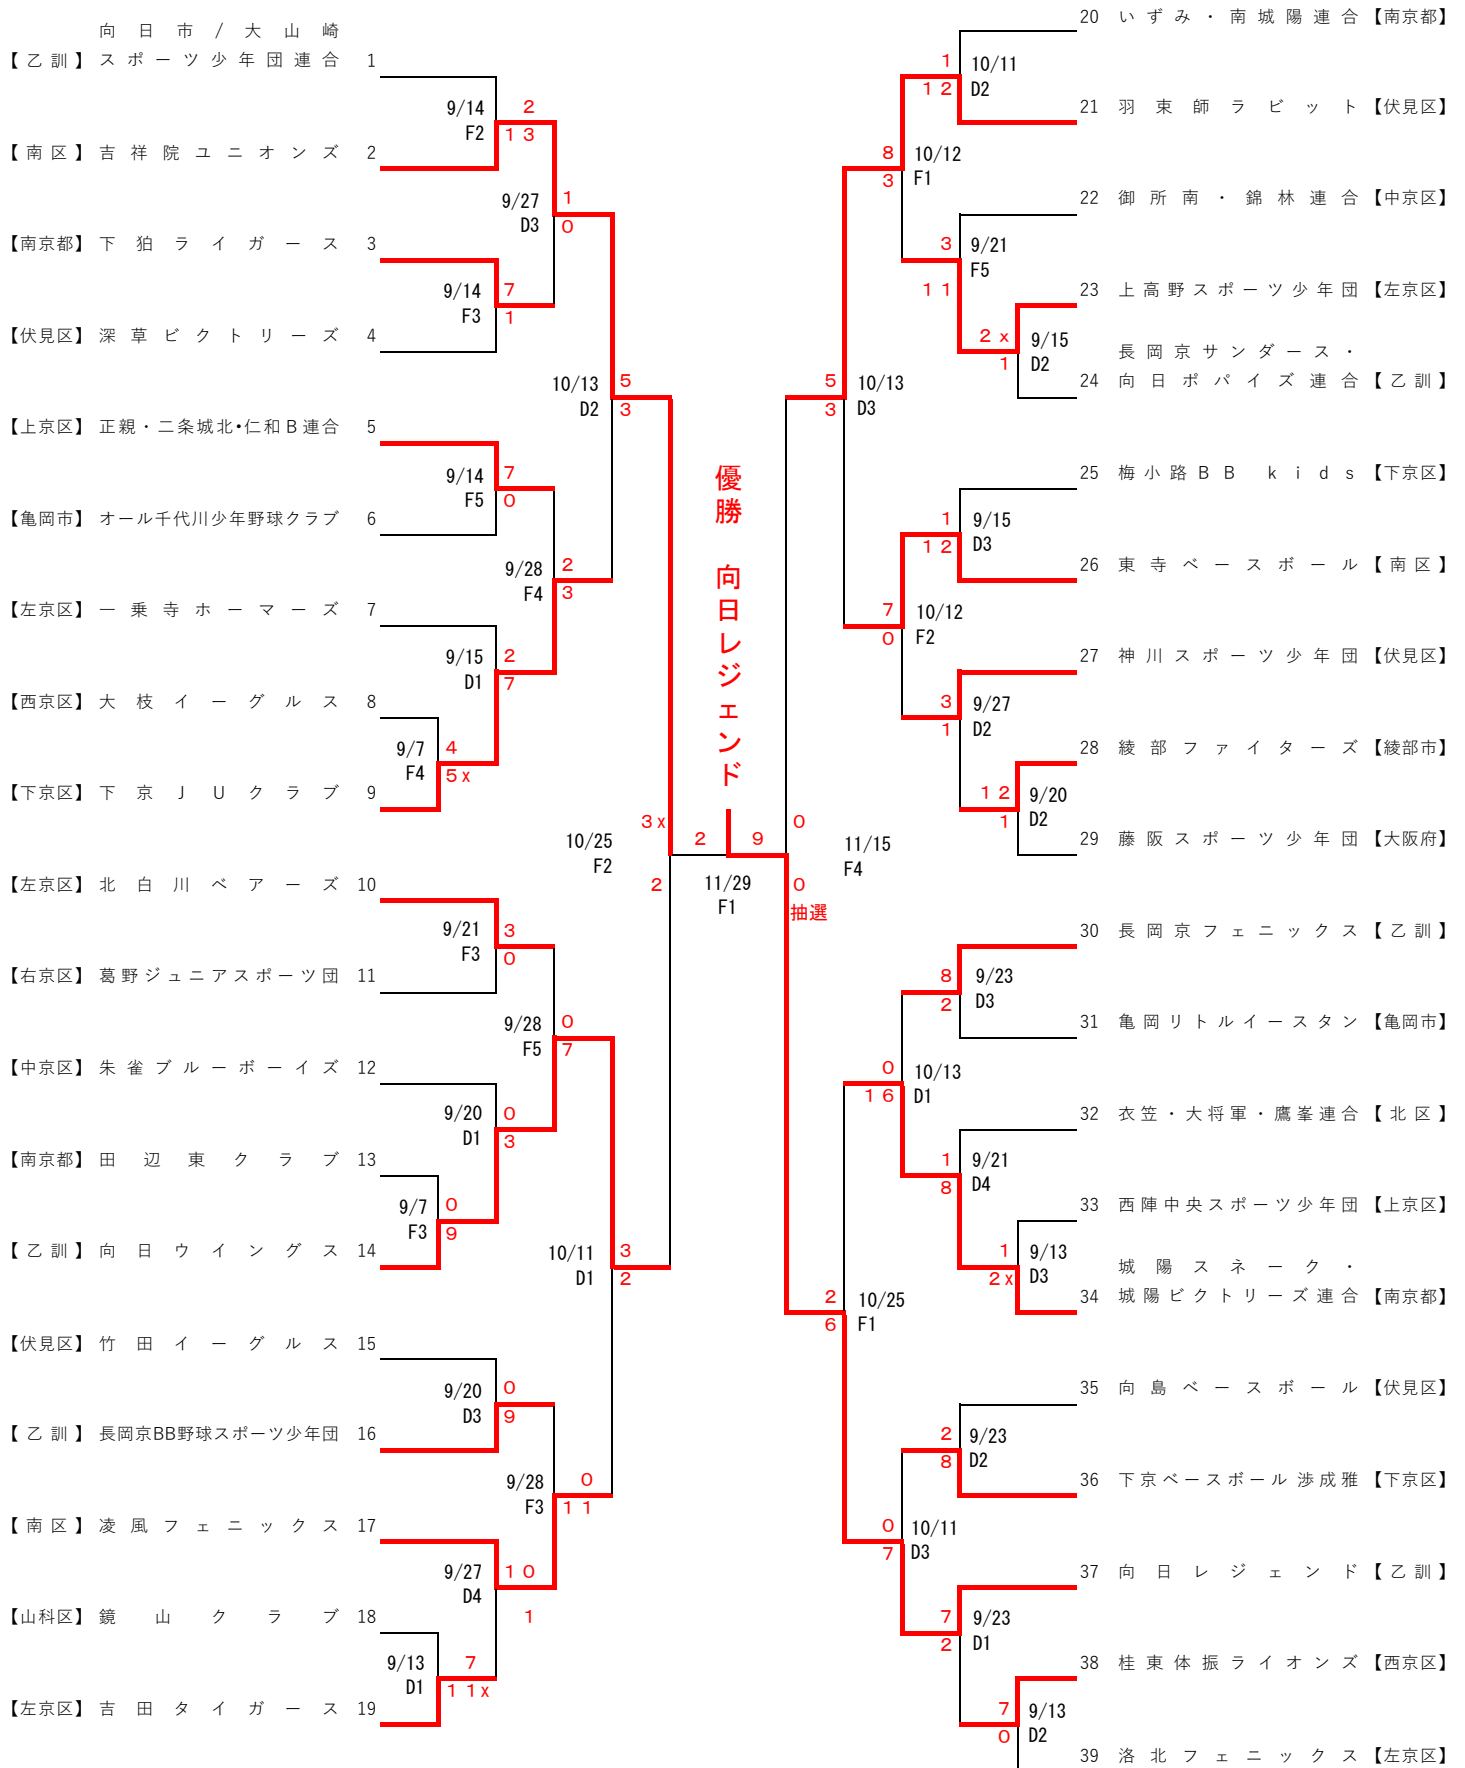 向日市/大山崎
【乙訓】スポーツ少年団連合 1
9/14
F2
2
13
【南区】吉祥院ユニオンズ 2
9/27
D3
1
0
【南京都】下狛ライガース 3
9/14
F3
7
1
【伏見区】深草ビクトリーズ 4
10/13
D2
5
3
【上京区】正親・二条城北・仁和B連合 5
9/14
F5
7
0
【亀岡市】オール千代川少年野球クラブ 6
9/28
F4
2
3
【左京区】一乗寺ホーマーズ 7
9/15
D1
2
7
【西京区】大枝イーグルス 8
9/7
F4
4
5x
【下京区】下京JUクラブ 9
10/25
F2
3x
2
【左京区】北白川ベアーズ 10
9/21
F3
3
0
【右京区】葛野ジュニアスポーツ団 11
9/28
F5
0
7
【中京区】朱雀ブルーボーイズ 12
9/20
D1
0
3
【南京都】田辺東クラブ 13
9/7
F3
0
9
【乙訓】向日ウイングス 14
10/11
D1
3
2
【伏見区】竹田イーグルス 15
9/20
D3
0
9
【乙訓】長岡京BB野球スポーツ少年団 16
9/28
F3
0
11
【南区】凌風フェニックス 17
9/27
D4
10
1
【山科区】鏡山クラブ 18
9/13
D1
7
11x
【左京区】吉田タイガース 19
優勝 向日レジェンド
2
9
11/29
F1
0
0
抽選
11/15
F4
20 いずみ・南城陽連合【南京都】
1
12
10/11
D2
21 羽束師ラビット【伏見区】
8
3
10/12
F1
22 御所南・錦林連合【中京区】
3
11
9/21
F5
23 上高野スポーツ少年団【左京区】
2x
1
9/15
D2
長岡京サンダース・
24 向日ポパイズ連合【乙訓】
5
3
10/13
D3
25 梅小路BB kids【下京区】
1
12
9/15
D3
26 東寺ベースボール【南区】
7
0
10/12
F2
27 神川スポーツ少年団【伏見区】
3
1
9/27
D2
28 綾部ファイターズ【綾部市】
12
1
9/20
D2
29 藤阪スポーツ少年団【大阪府】
30 長岡京フェニックス【乙訓】
8
2
9/23
D3
31 亀岡リトルイースタン【亀岡市】
0
16
10/13
D1
32 衣笠・大将軍・鷹峯連合【北区】
1
8
9/21
D4
33 西陣中央スポーツ少年団【上京区】
1
2x
9/13
D3
城陽スネーク・
34 城陽ビクトリーズ連合【南京都】
2
6
10/25
F1
35 向島ベースボール【伏見区】
2
8
9/23
D2
36 下京ベースボール渉成雅【下京区】
0
7
10/11
D3
37 向日レジェンド【乙訓】
7
2
9/23
D1
38 桂東体振ライオンズ【西京区】
7
0
9/13
D2
39 洛北フェニックス【左京区】